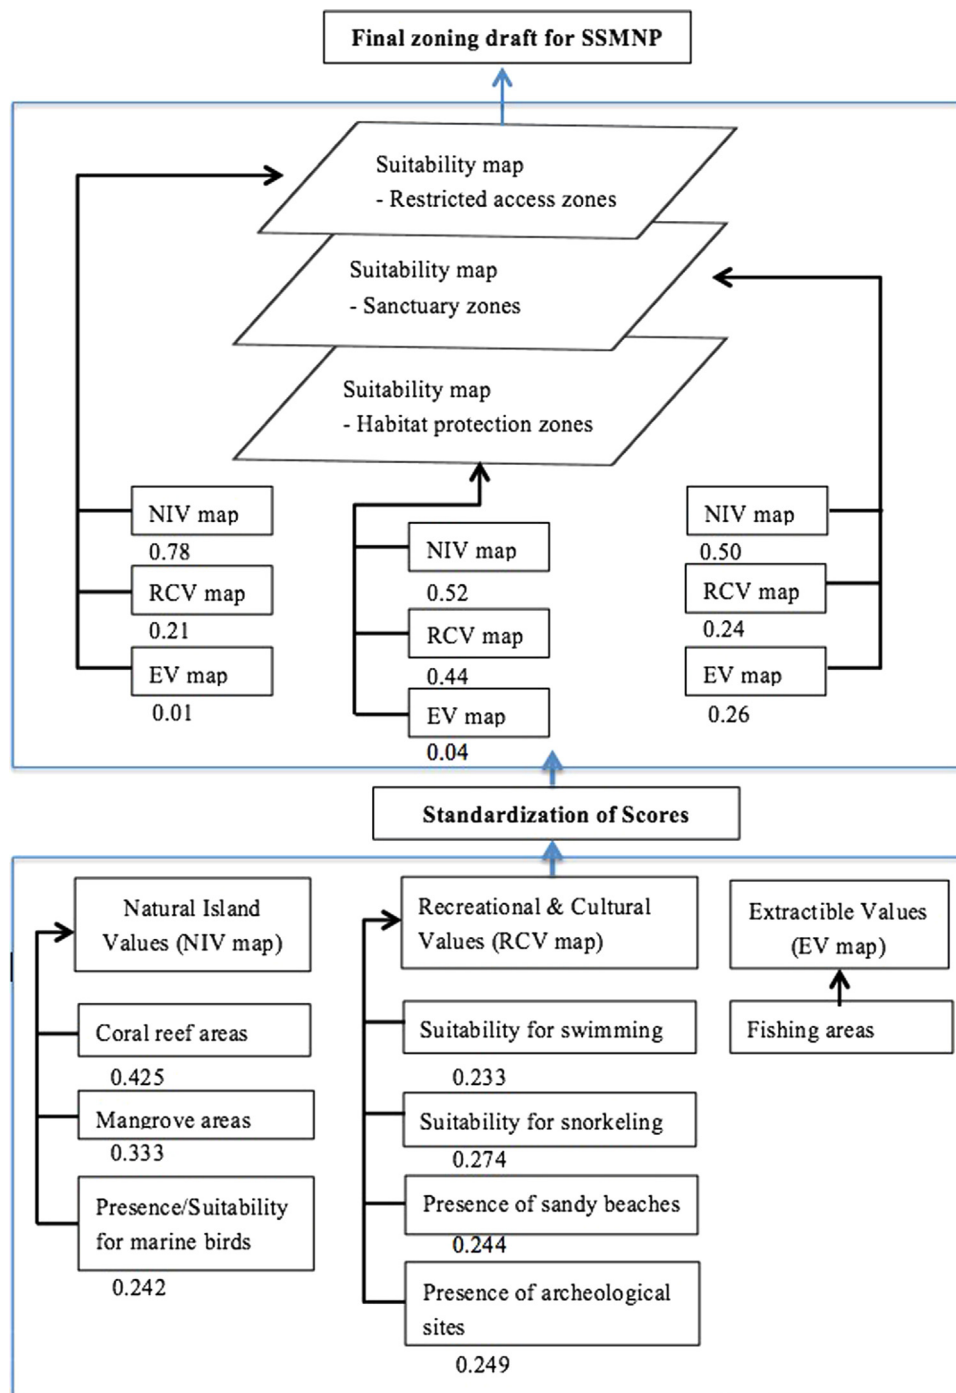 Final zoning draft for SSMNP
Suitability map
- Restricted access zones
Suitability map
- Sanctuary zones
Suitability map
- Habitat protection zones
NIV map
0.78
RCV map
0.21
EV map
0.01
NIV map
0.52
RCV map
0.44
EV map
0.04
NIV map
0.50
RCV map
0.24
EV map
0.26
Standardization of Scores
Natural Island
Values (NIV map)
Coral reef areas
0.425
Mangrove areas
0.333
Presence/Suitability
for marine birds
0.242
Recreational & Cultural
Values (RCV map)
Suitability for swimming
0.233
Suitability for snorkeling
0.274
Presence of sandy beaches
0.244
Presence of archeological
sites
0.249
Extractible Values
(EV map)
Fishing areas